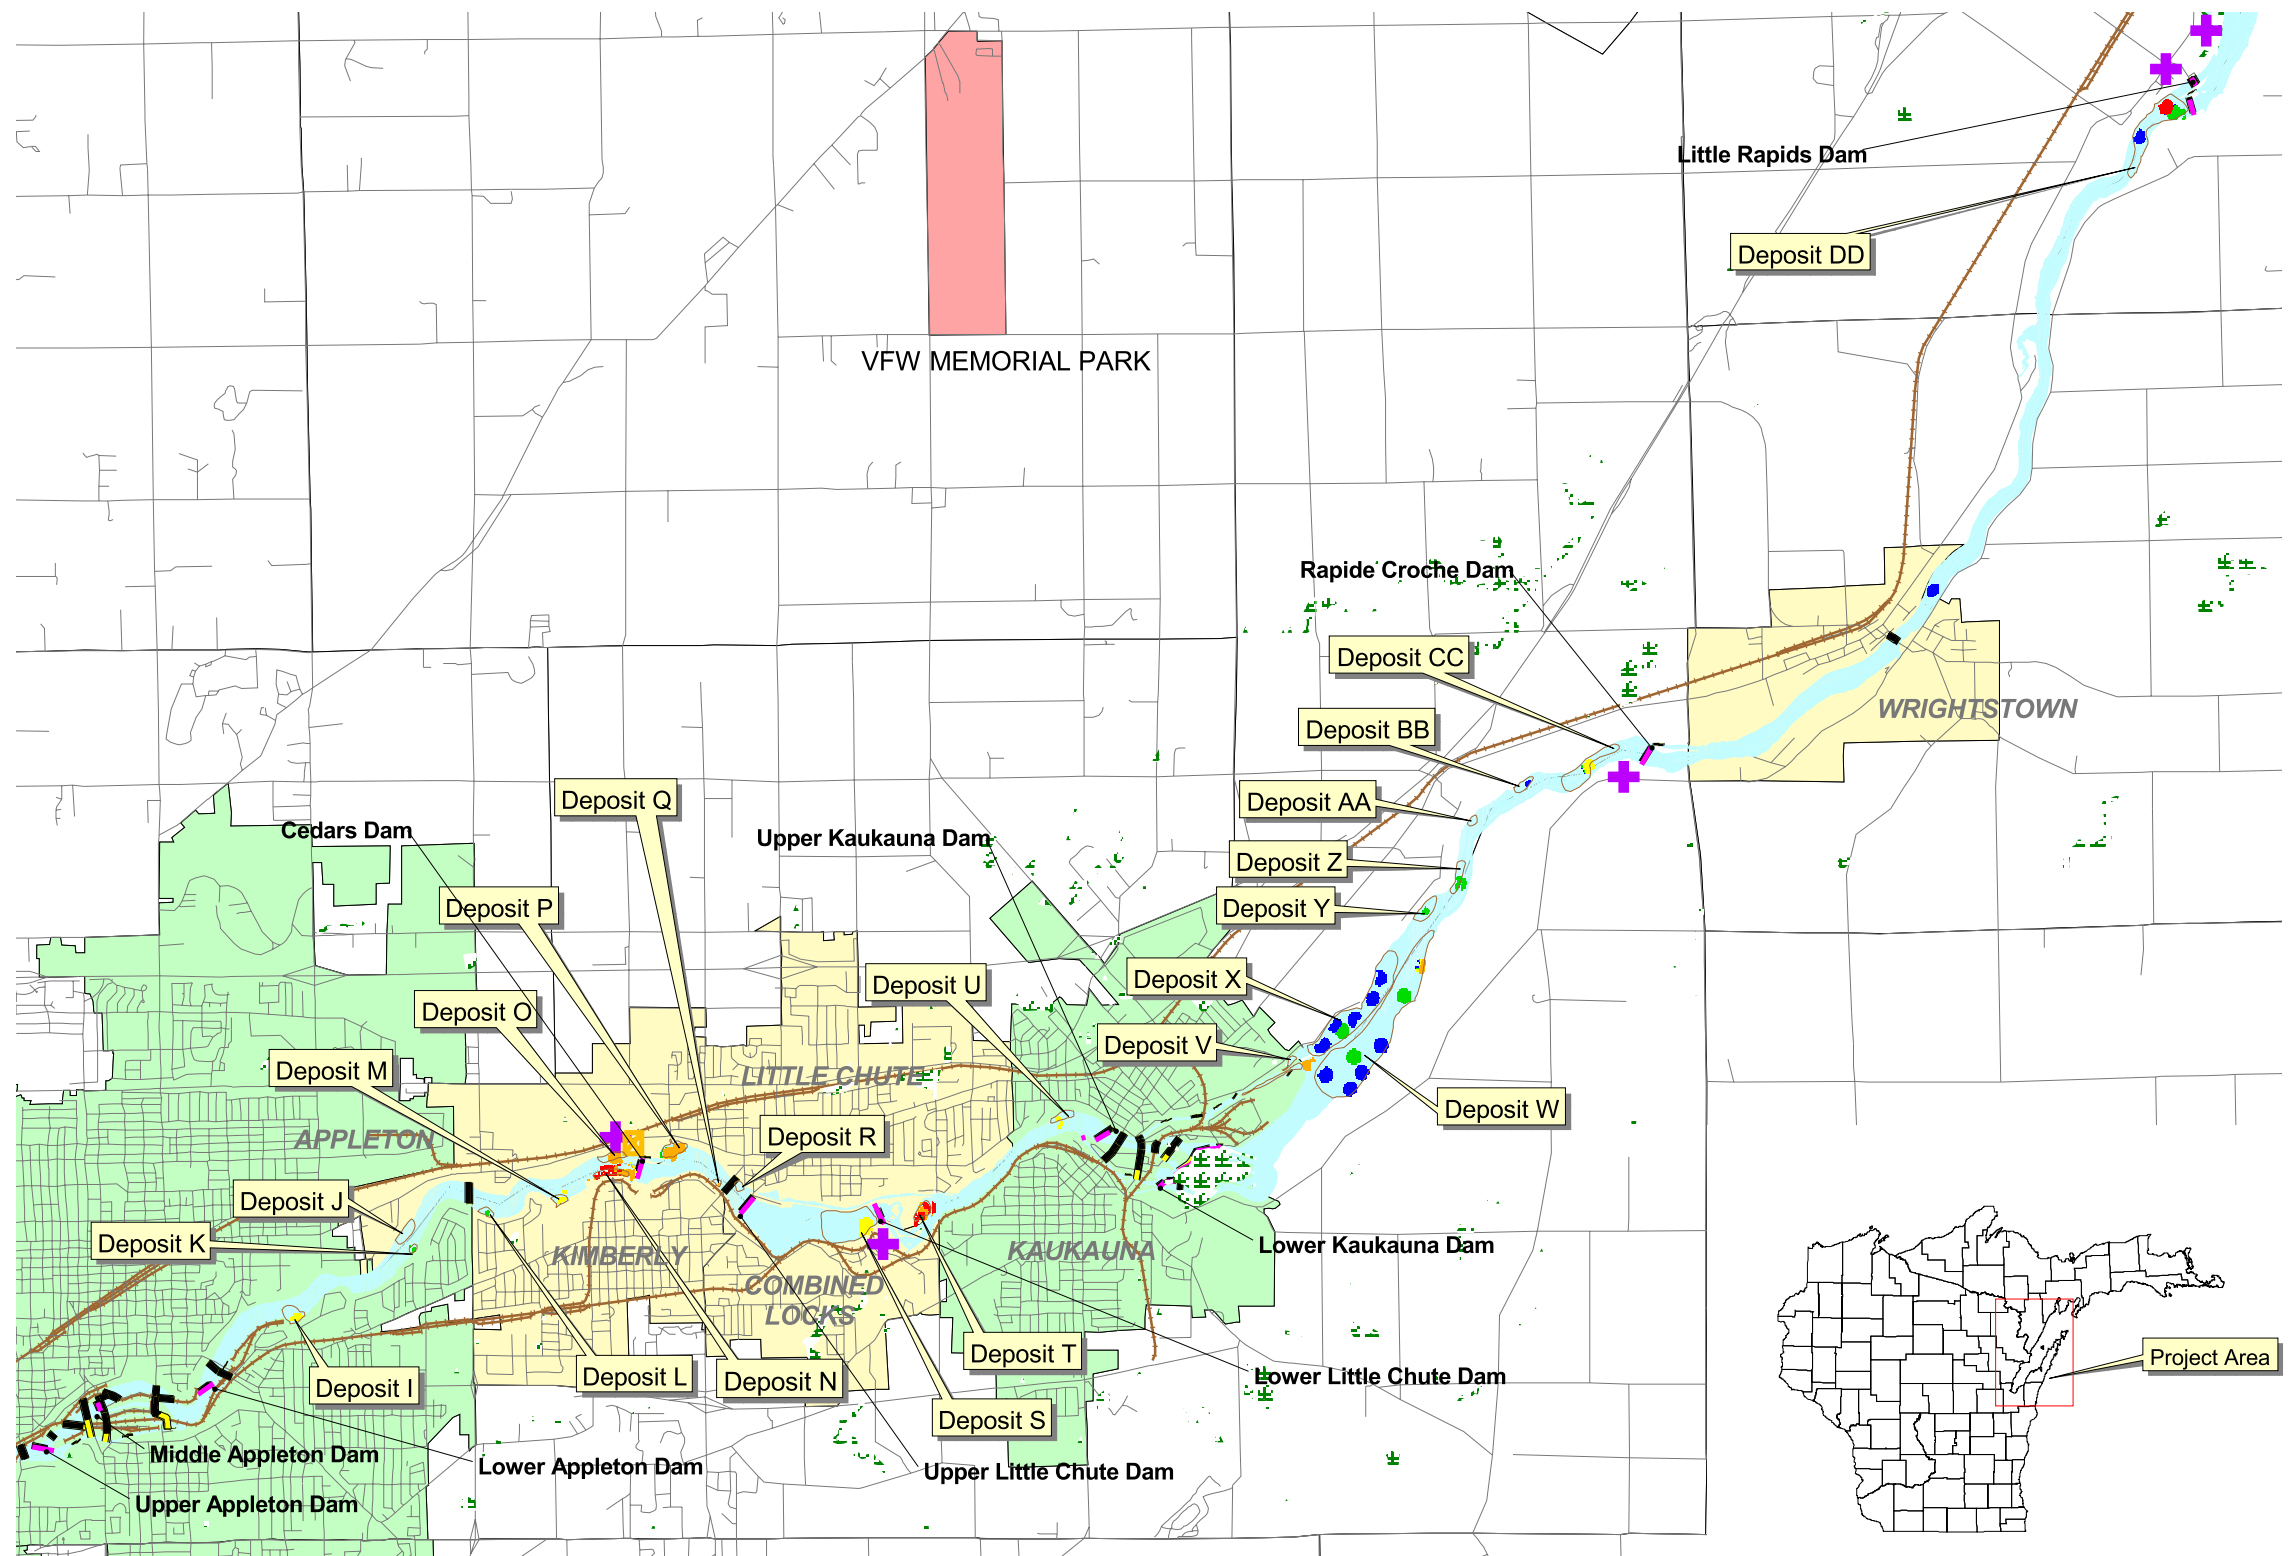 Little Rapids Dam
Deposit DD
VFW MEMORIAL PARK
Rapide Croche Dam
Deposit CC
WRIGHTSTOWN
Deposit BB
Deposit Q
Deposit AA
Cedars Dam
Upper Kaukauna Dam
Deposit Z
Deposit P
Deposit Y
Deposit U
Deposit X
Deposit O
Deposit V
Deposit M
LITTLE CHUTE
Deposit W
APPLETON
Deposit R
Deposit J
Deposit K
KIMBERLY
KAUKAUNA
Lower Kaukauna Dam
COMBINED
LOCKS
Deposit T
Project Area
Deposit I
Deposit L
Deposit N
Lower Little Chute Dam
Deposit S
Middle Appleton Dam
Lower Appleton Dam
Upper Little Chute Dam
Upper Appleton Dam